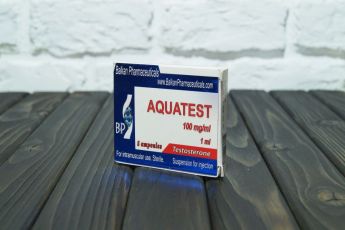 Balkan Pharmaceuticals
www.BalkanPharmaceuticals.com
AQUATEST
100 mg/ml
1 ml
BP
5 ampoules
Testosterone
For intramuscular use. Sterile.
Suspension for injection